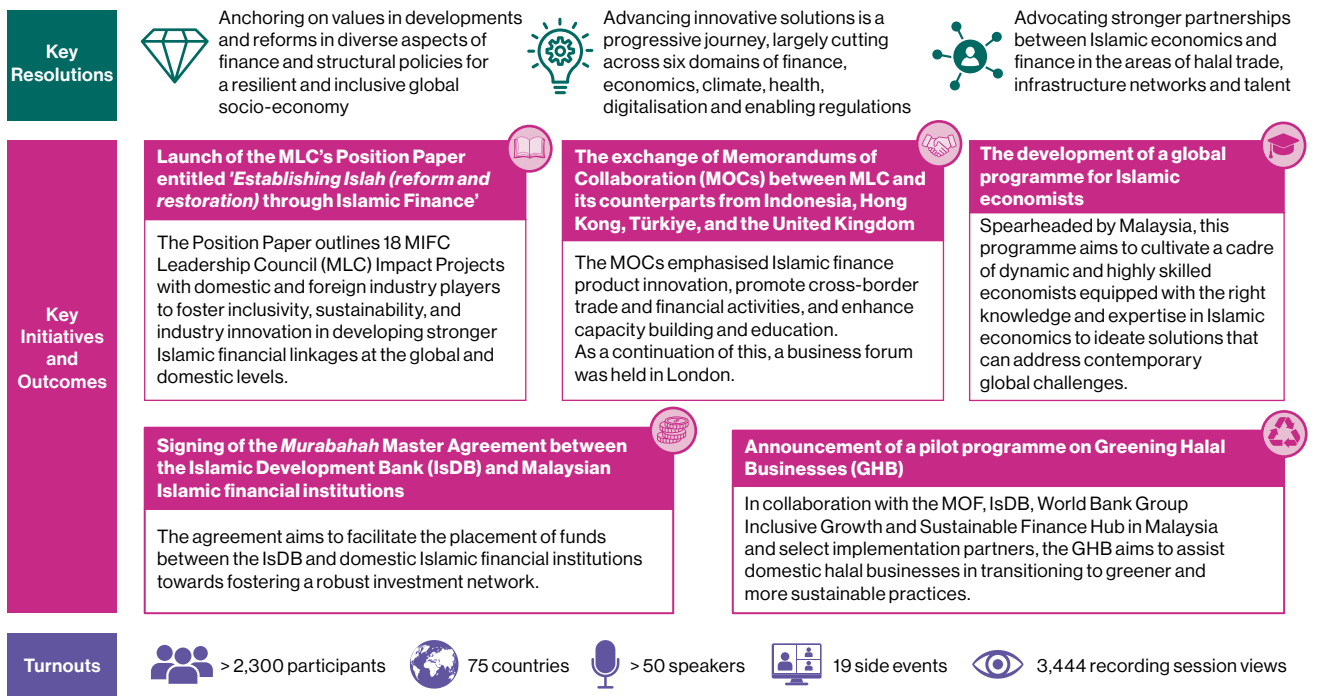 Key
Resolutions
Anchoring on values in developments
and reforms in diverse aspects of
finance and structural policies for
a resilient and inclusive global
socio-economy
Advancing innovative solutions is a
progressive journey, largely cutting
across six domains of finance,
economics, climate, health,
digitalisation and enabling regulations
Advocating stronger partnerships
between Islamic economics and
finance in the areas of halal trade,
infrastructure networks and talent
Key
Initiatives
and
Outcomes
Launch of the MLC's Position Paper
entitled 'Establishing Islah (reform and
restoration) through Islamic Finance'
The Position Paper outlines 18 MIFC
Leadership Council (MLC) Impact Projects
with domestic and foreign industry players
to foster inclusivity, sustainability, and
industry innovation in developing stronger
Islamic financial linkages at the global and
domestic levels.
The exchange of Memorandums of
Collaboration (MOCs) between MLC and
its counterparts from Indonesia, Hong
Kong, Türkiye, and the United Kingdom
The MOCs emphasised Islamic finance
product innovation, promote cross-border
trade and financial activities, and enhance
capacity building and education.
As a continuation of this, a business forum
was held in London.
The development of a global
programme for Islamic
economists
Spearheaded by Malaysia, this
programme aims to cultivate a cadre
of dynamic and highly skilled
economists equipped with the right
knowledge and expertise in Islamic
economics to ideate solutions that
can address contemporary
global challenges.
Signing of the Murabahah Master Agreement between
the Islamic Development Bank (IsDB) and Malaysian
Islamic financial institutions
The agreement aims to facilitate the placement of funds
between the IsDB and domestic Islamic financial institutions
towards fostering a robust investment network.
Announcement of a pilot programme on Greening Halal
Businesses (GHB)
In collaboration with the MOF, IsDB, World Bank Group
Inclusive Growth and Sustainable Finance Hub in Malaysia
and select implementation partners, the GHB aims to assist
domestic halal businesses in transitioning to greener and
more sustainable practices.
Turnouts
> 2,300 participants
75 countries
> 50 speakers
19 side events
3,444 recording session views